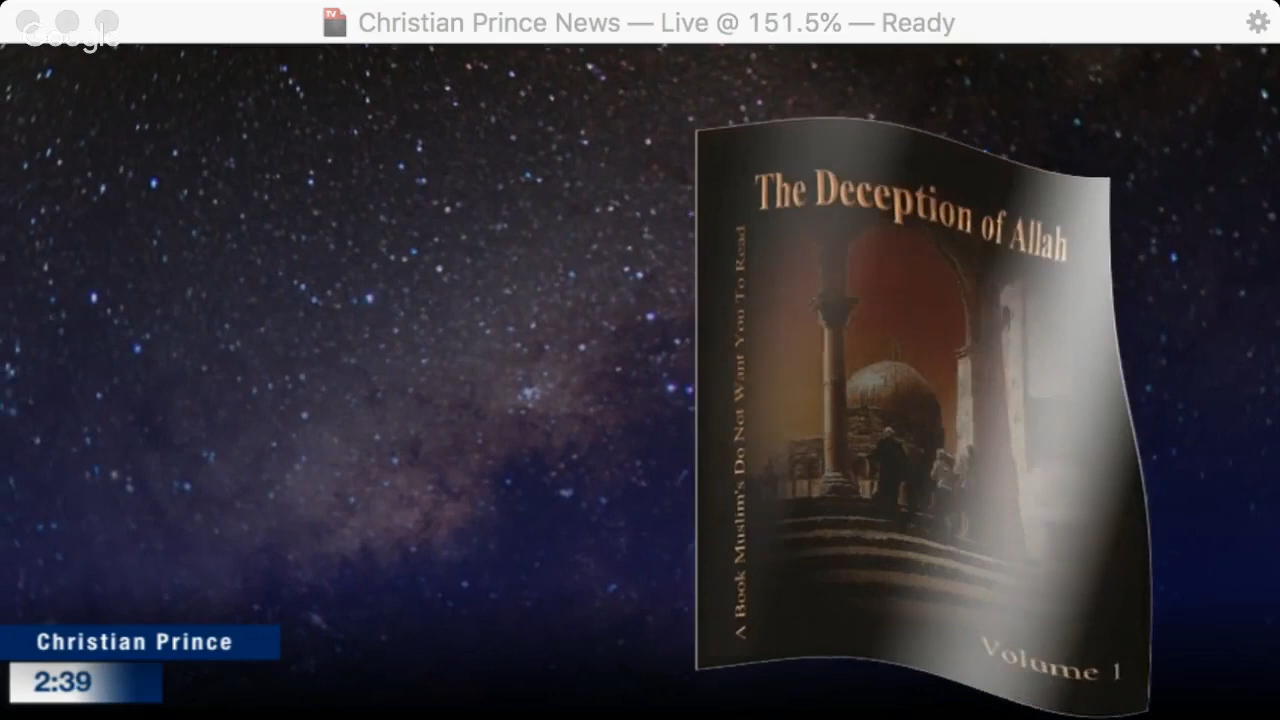 Christian Prince News — Live @ 151.5% — Ready
Google
The Deception of Allah
A Book Muslim's Do Not Want You To Read
Volume 1
Christian Prince
2:39